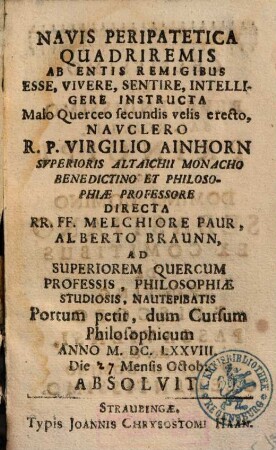 NAVIS PERIPATETICA
QUADRIREMIS
AB ENTIS REMIGIBUS
ESSE, VIVERE, SENTIRE, INTELLI-
GERE INSTRUCTA
Malo Querceo secundis velis erecto,
NAVCLERO
R. P. VIRGILIO AINHORN
SVPERIORIS ALTAICHII MONACHO
BENEDICTINO ET PHILOSO-
PHIÆ PROFESSORE
DIRECTA
RR. FF. MELCHIORE PAUR,
ALBERTO BRAUNN,
AD
SUPERIOREM QUERCUM
PROFESSIS, PHILOSOPHIÆ
STUDIOSIS, NAUTEPIBATIS
Portum petit, dum Cursum
Philosophicum
ANNO M. DC. LXXVIII
Die 27 Mensis Octob
ABSOLVIT
STRAUBINGÆ,
Typis JOANNIS CHRYSOSTOMI HAAN.